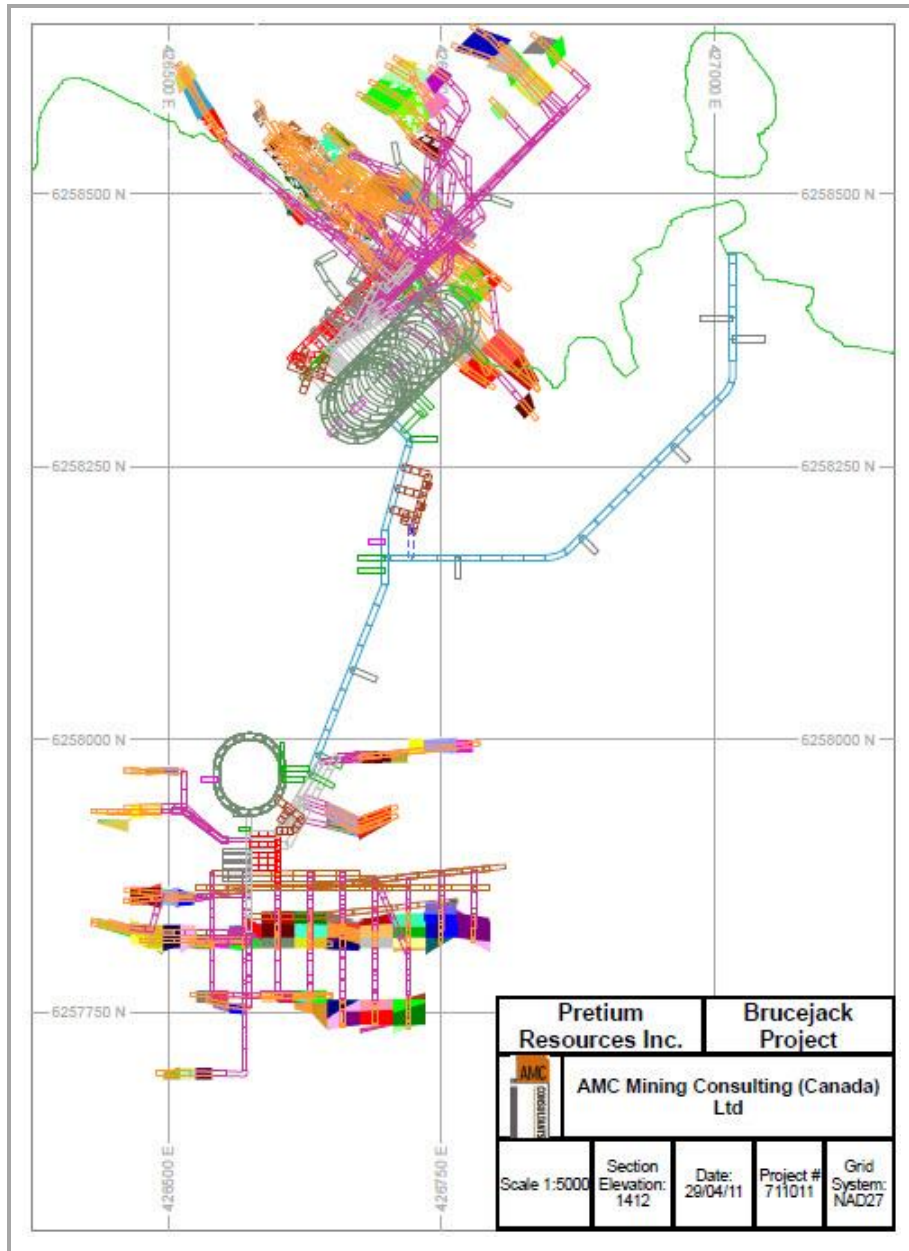 426500 E
427000 E
6258500 N
6258500 N
6258250 N
6258250 N
6258000 N
6258000 N
6257750 N
426500 E
426750 E
Pretium
Resources Inc.
Brucejack
Project
AMC
CONSULTANTS
AMC Mining Consulting (Canada)
Ltd
Scale 1:5000
Section
Elevation:
1412
Date:
29/04/11
Project #
711011
Grid
System:
NAD27